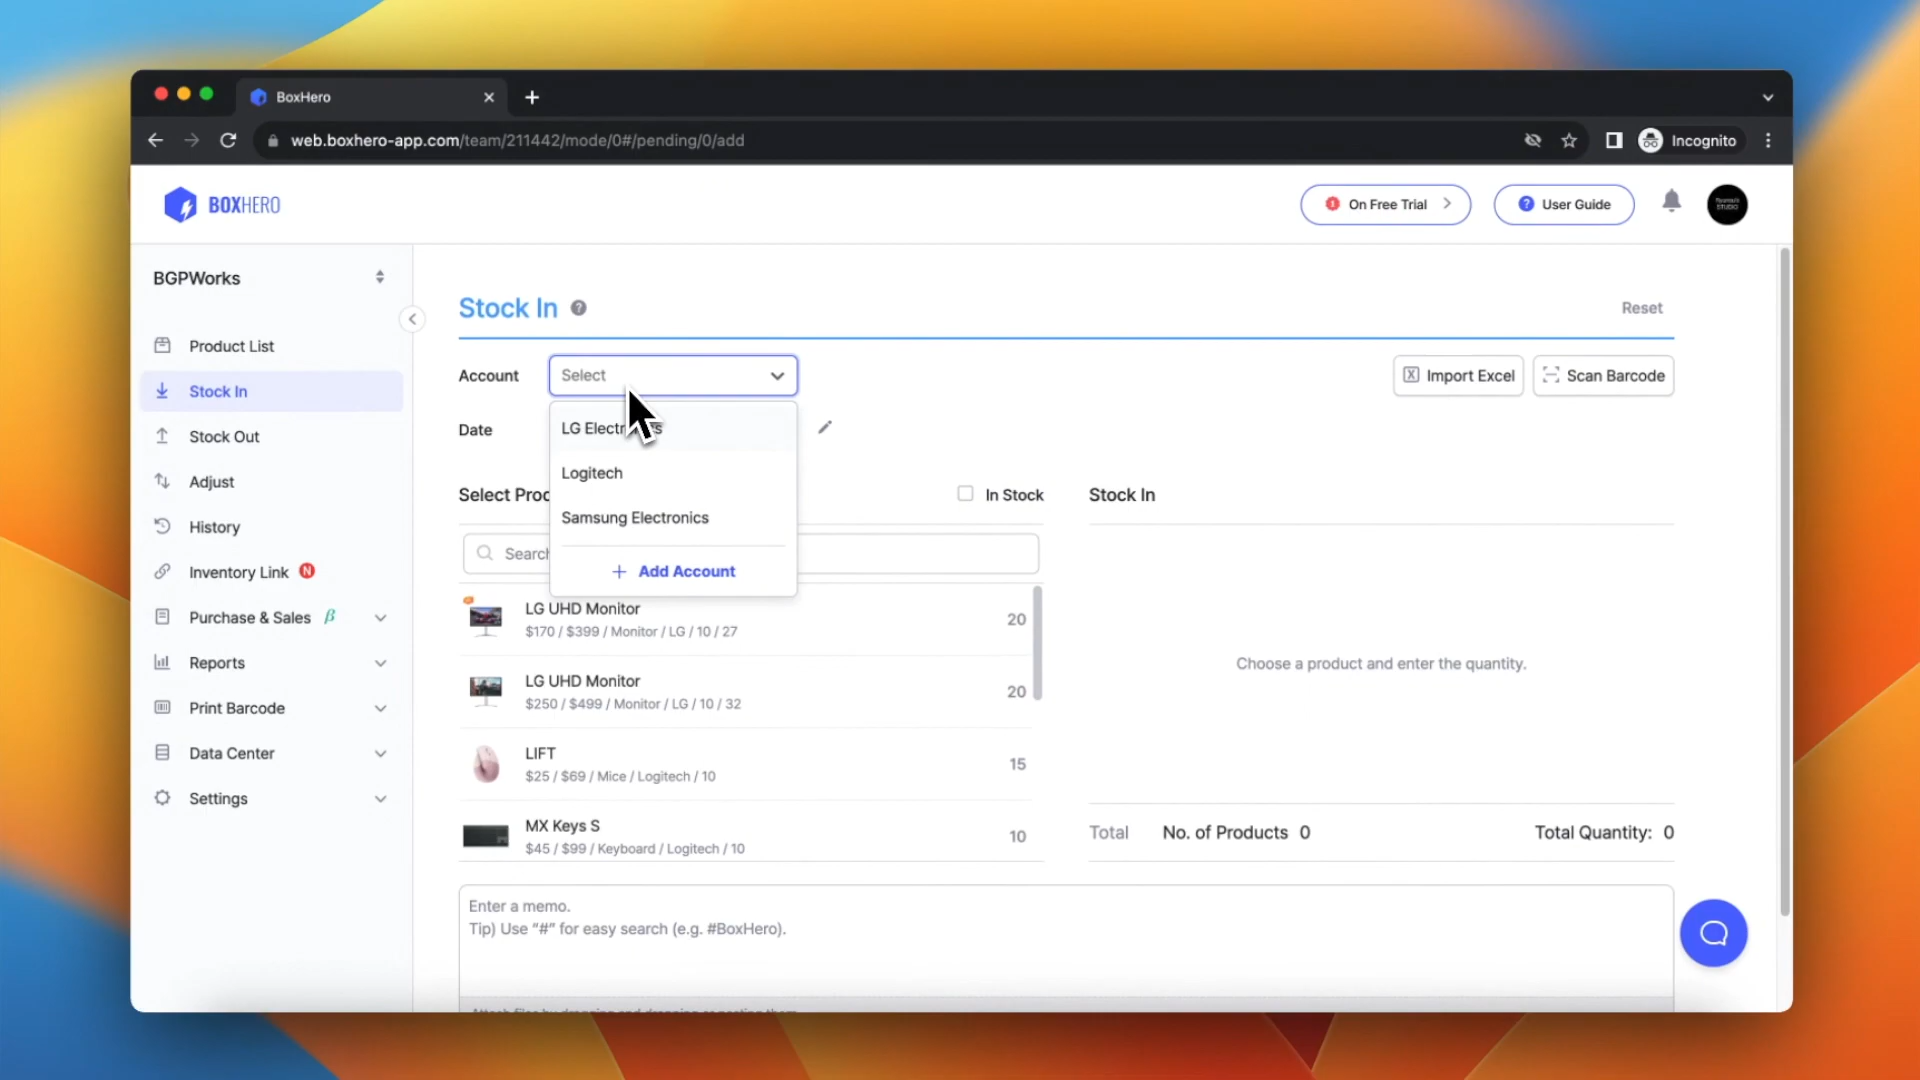 BoxHero
web.boxhero-app.com/team/211442/mode/0#/pending/0/add
Incognito
BOXHERO
On Free Trial
User Guide
BGPWorks
Product List
Stock In
Stock Out
Adjust
History
Inventory Link N
Purchase & Sales β
Reports
Print Barcode
Data Center
Settings
Stock In
Reset
Account
Select
Import Excel
Scan Barcode
LG
Date
Logitech
Samsung Electronics
+ Add Account
Select
In Stock
Stock In
LG UHD Monitor
$170 / $399 / Monitor / LG / 10 / 27
20
LG UHD Monitor
$250 / $499 / Monitor / LG / 10 / 32
20
LIFT
$25 / $69 / Mice / Logitech / 10
15
MX Keys S
$45 / $99 / Keyboard / Logitech / 10
10
Choose a product and enter the quantity.
Total No. of Products 0 Total Quantity: 0
Enter a memo.
Tip) Use “#” for easy search (e.g. #BoxHero).